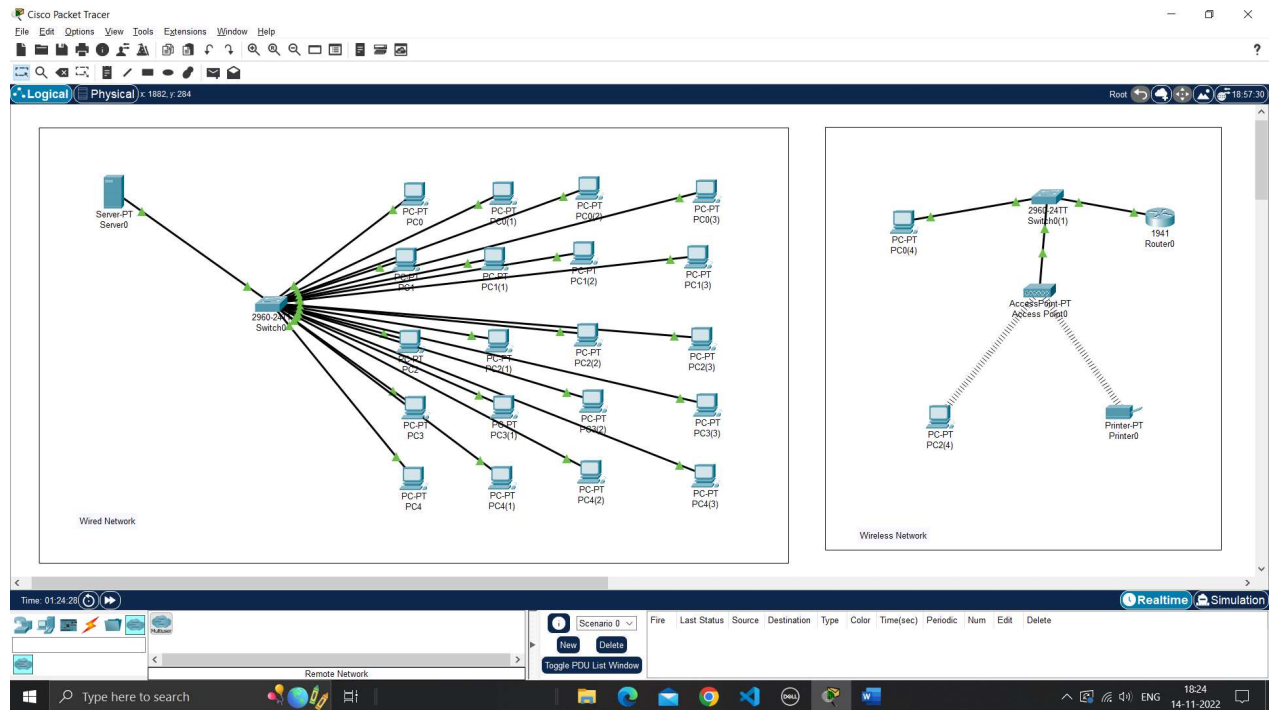 Cisco Packet Tracer
File Edit Options View Tools Extensions Window Help
?
Logical Physical x: 1882, y: 284
Root 18:57:30
Server-PT
Server0
2960-24TT
Switch0
PC-PT
PC0
PC-PT
PC0(1)
PC-PT
PC0(2)
PC-PT
PC0(3)
PC-PT
PC1
PC-PT
PC1(1)
PC-PT
PC1(2)
PC-PT
PC1(3)
PC-PT
PC2
PC-PT
PC2(1)
PC-PT
PC2(2)
PC-PT
PC2(3)
PC-PT
PC3
PC-PT
PC3(1)
PC-PT
PC3(2)
PC-PT
PC3(3)
PC-PT
PC4
PC-PT
PC4(1)
PC-PT
PC4(2)
PC-PT
PC4(3)
Wired Network
2960-24TT
Switch0(1)
PC-PT
PC0(4)
1941
Router0
AccessPoint-PT
Access Point0
PC-PT
PC2(4)
Printer-PT
Printer0
Wireless Network
Time: 01:24:28
Realtime Simulation
Multiuser
Remote Network
Scenario 0
New Delete
Toggle PDU List Window
Fire Last Status Source Destination Type Color Time(sec) Periodic Num Edit Delete
Type here to search
DELL
W
ENG
18:24
14-11-2022